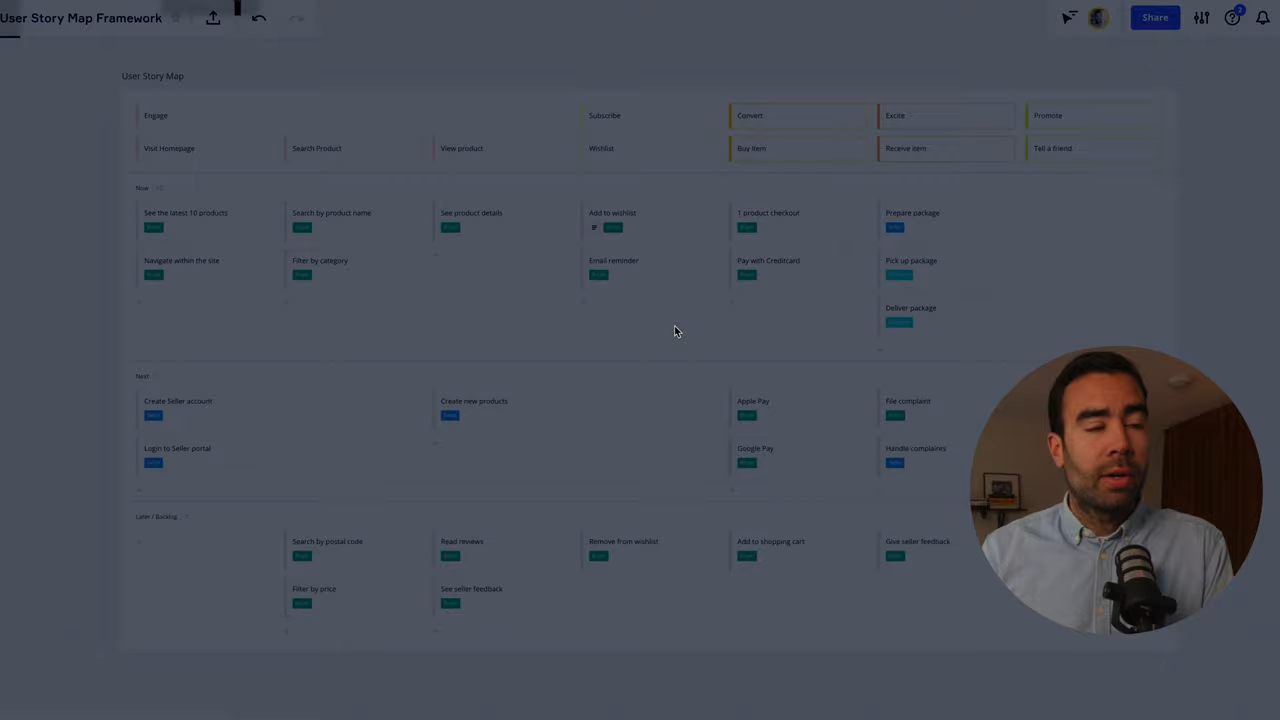 User Story Map Framework
Share
2
User Story Map
Engage
Subscribe
Convert
Excite
Promote
Visit Homepage
Search Product
View product
Wishlist
Buy item
Receive item
Tell a friend
Now
See the latest 10 products
Search by product name
See product details
Add to wishlist
1 product checkout
Prepare package
Navigate within the site
Filter by category
Email reminder
Pay with Creditcard
Pick up package
Deliver package
Next
Create Seller account
Create new products
Apple Pay
File complaint
Login to Seller portal
Google Pay
Handle complaints
Later / Backlog
Search by postal code
Read reviews
Remove from wishlist
Add to shopping cart
Give seller feedback
Filter by price
See seller feedback